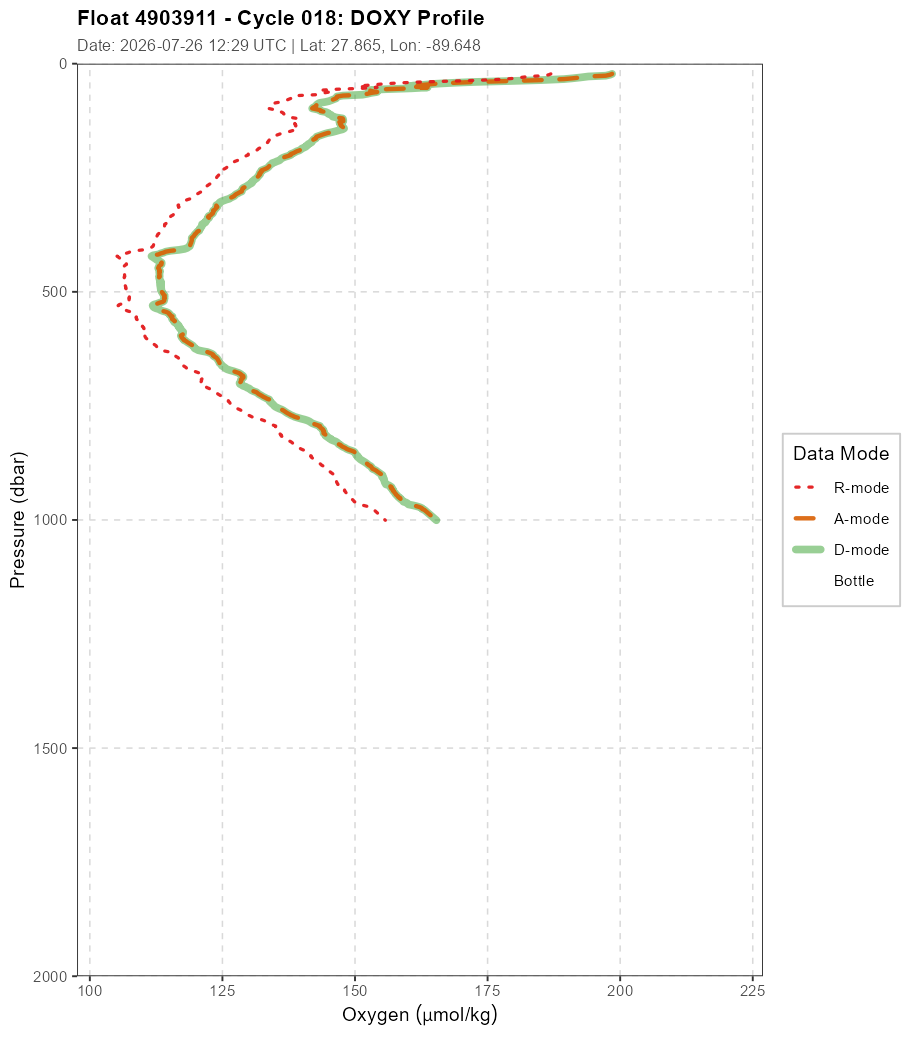 Float 4903911 - Cycle 018: DOXY Profile
Date: 2026-07-26 12:29 UTC | Lat: 27.865, Lon: -89.648
0
500
1000
1500
2000
Pressure (dbar)
100
125
150
175
200
225
Oxygen (μmol/kg)
Data Mode
R-mode
A-mode
D-mode
Bottle